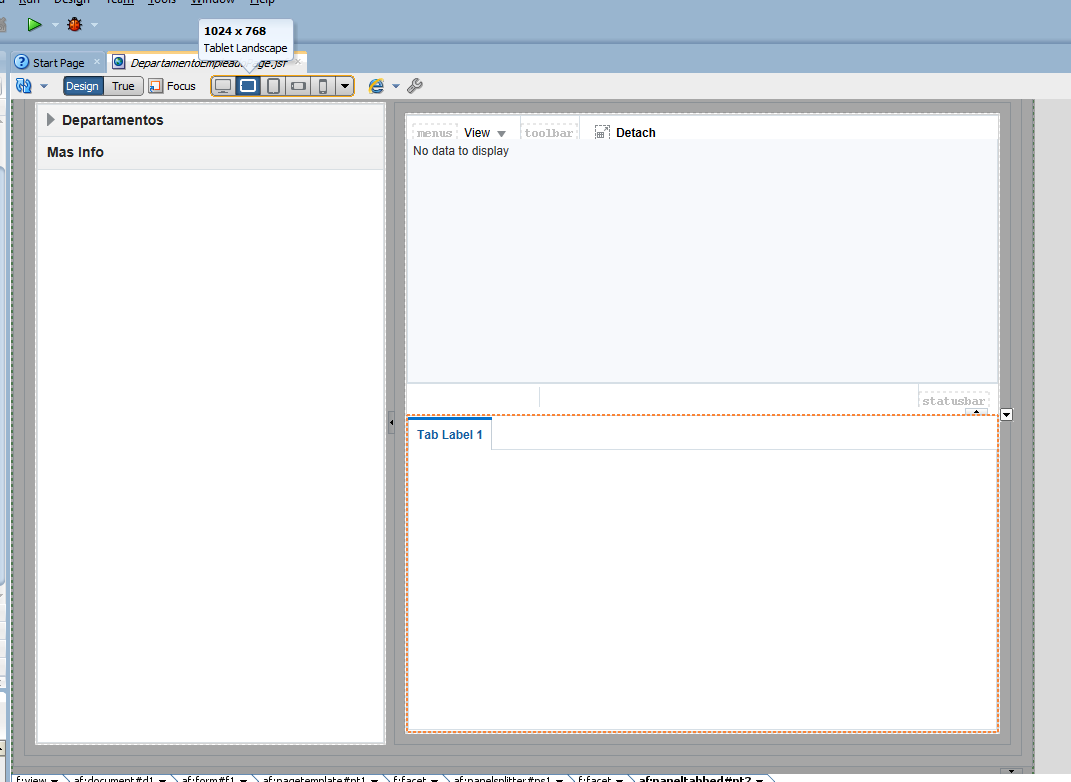 Run Design Team Tools Window Help
1024 x 768
Tablet Landscape
Start Page
Design True Focus
Departamentos
Mas Info
menus View toolbar Detach
No data to display
statusbar
Tab Label 1
f:view af:document#d1 af:form#f1 af:pagetemplate#pt1 f:facet af:panelsplitter#ps1 f:facet af:paneltabbed#pt2